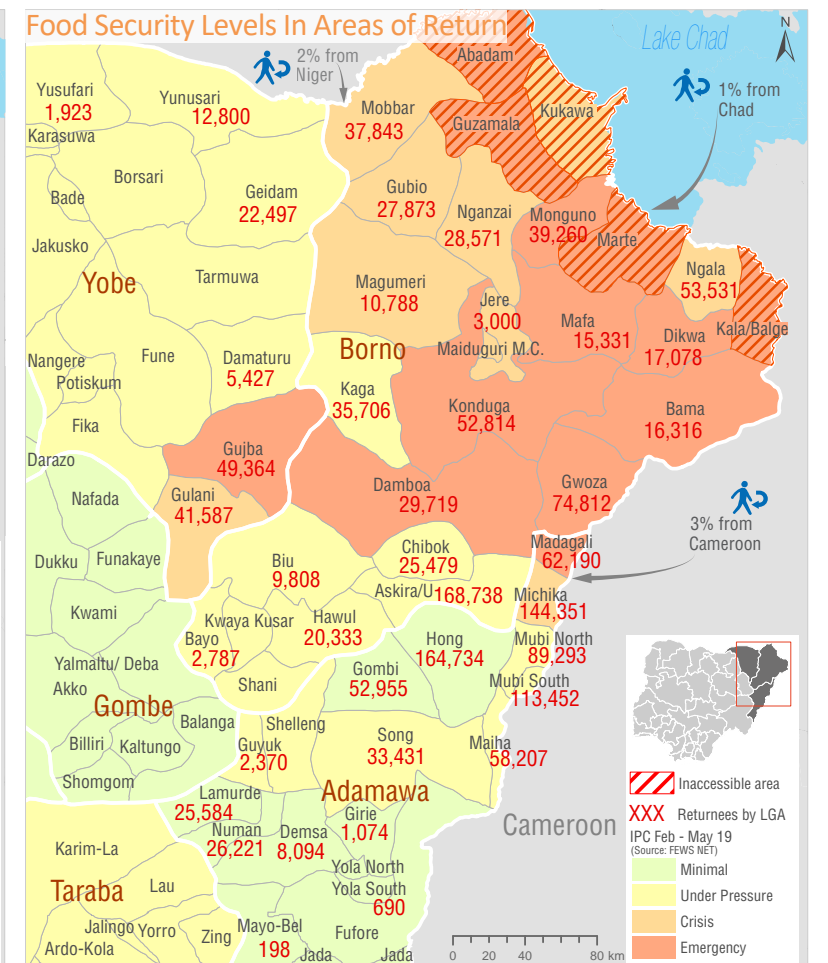 Food Security Levels In Areas of Return
N
Lake Chad
2% from
Niger
1% from
Chad
Abadam
Yusufari
1,923
Yunusari
12,800
Mobbar
37,843
Kukawa
Guzamala
Karasuwa
Borsari
Bade
Geidam
22,497
Gubio
27,873
Nganzai
28,571
Monguno
39,260
Marte
Jakusko
Yobe
Tarmuwa
Magumeri
10,788
Ngala
53,531
Jere
3,000
Mafa
15,331
Kala/Balge
Dikwa
17,078
Maiduguri M.C.
Borno
Nangere
Potiskum
Fune
Damaturu
5,427
Kaga
35,706
Konduga
52,814
Bama
16,316
Fika
Gujba
49,364
Darazo
Gulani
41,587
Nafada
Damboa
29,719
Gwoza
74,812
3% from
Cameroon
Madagali
62,190
Chibok
25,479
Dukku
Funakaye
Biu
9,808
Askira/U
168,738
Michika
144,351
Kwami
Kwaya Kusar
Hawul
20,333
Bayo
2,787
Hong
164,734
Mubi North
89,293
Yalmaltu/ Deba
Akko
Gombi
52,955
Mubi South
113,452
Shani
Gombe
Balanga
Shelleng
Billiri
Kaltungo
Guyuk
2,370
Song
33,431
Maiha
58,207
Shomgom
Lamurde
25,584
Adamawa
Girie
1,074
Cameroon
Numan
26,221
Demsa
8,094
Karim-La
Yola North
Yola South
690
Taraba
Lau
Jalingo
Yorro
Zing
Mayo-Bel
198
Fufore
Ardo-Kola
Jada
Jada
0 20 40 80 km
Inaccessible area
XXX Returnees by LGA
IPC Feb - May 19
(Source: FEWS NET)
Minimal
Under Pressure
Crisis
Emergency